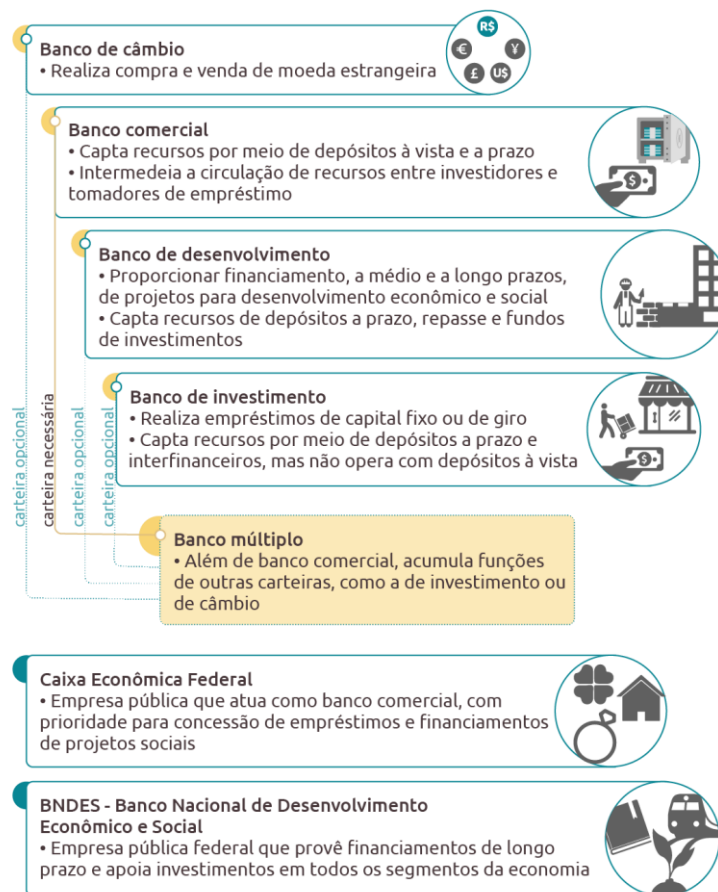 Banco de câmbio
• Realiza compra e venda de moeda estrangeira
R$
€
¥
£
U$
Banco comercial
• Capta recursos por meio de depósitos à vista e a prazo
• Intermedeia a circulação de recursos entre investidores e
tomadores de empréstimo
$
Banco de desenvolvimento
• Proporcionar financiamento, a médio e a longo prazos,
de projetos para desenvolvimento econômico e social
• Capta recursos de depósitos a prazo, repasse e fundos
de investimentos
Banco de investimento
• Realiza empréstimos de capital fixo ou de giro
• Capta recursos por meio de depósitos a prazo e
interfinanceiros, mas não opera com depósitos à vista
$
carteira opcional
carteira necessária
carteira opcional
carteira opcional
Banco múltiplo
• Além de banco comercial, acumula funções
de outras carteiras, como a de investimento ou
de câmbio
Caixa Econômica Federal
• Empresa pública que atua como banco comercial, com
prioridade para concessão de empréstimos e financiamentos
de projetos sociais
BNDES - Banco Nacional de Desenvolvimento
Econômico e Social
• Empresa pública federal que provê financiamentos de longo
prazo e apoia investimentos em todos os segmentos da economia